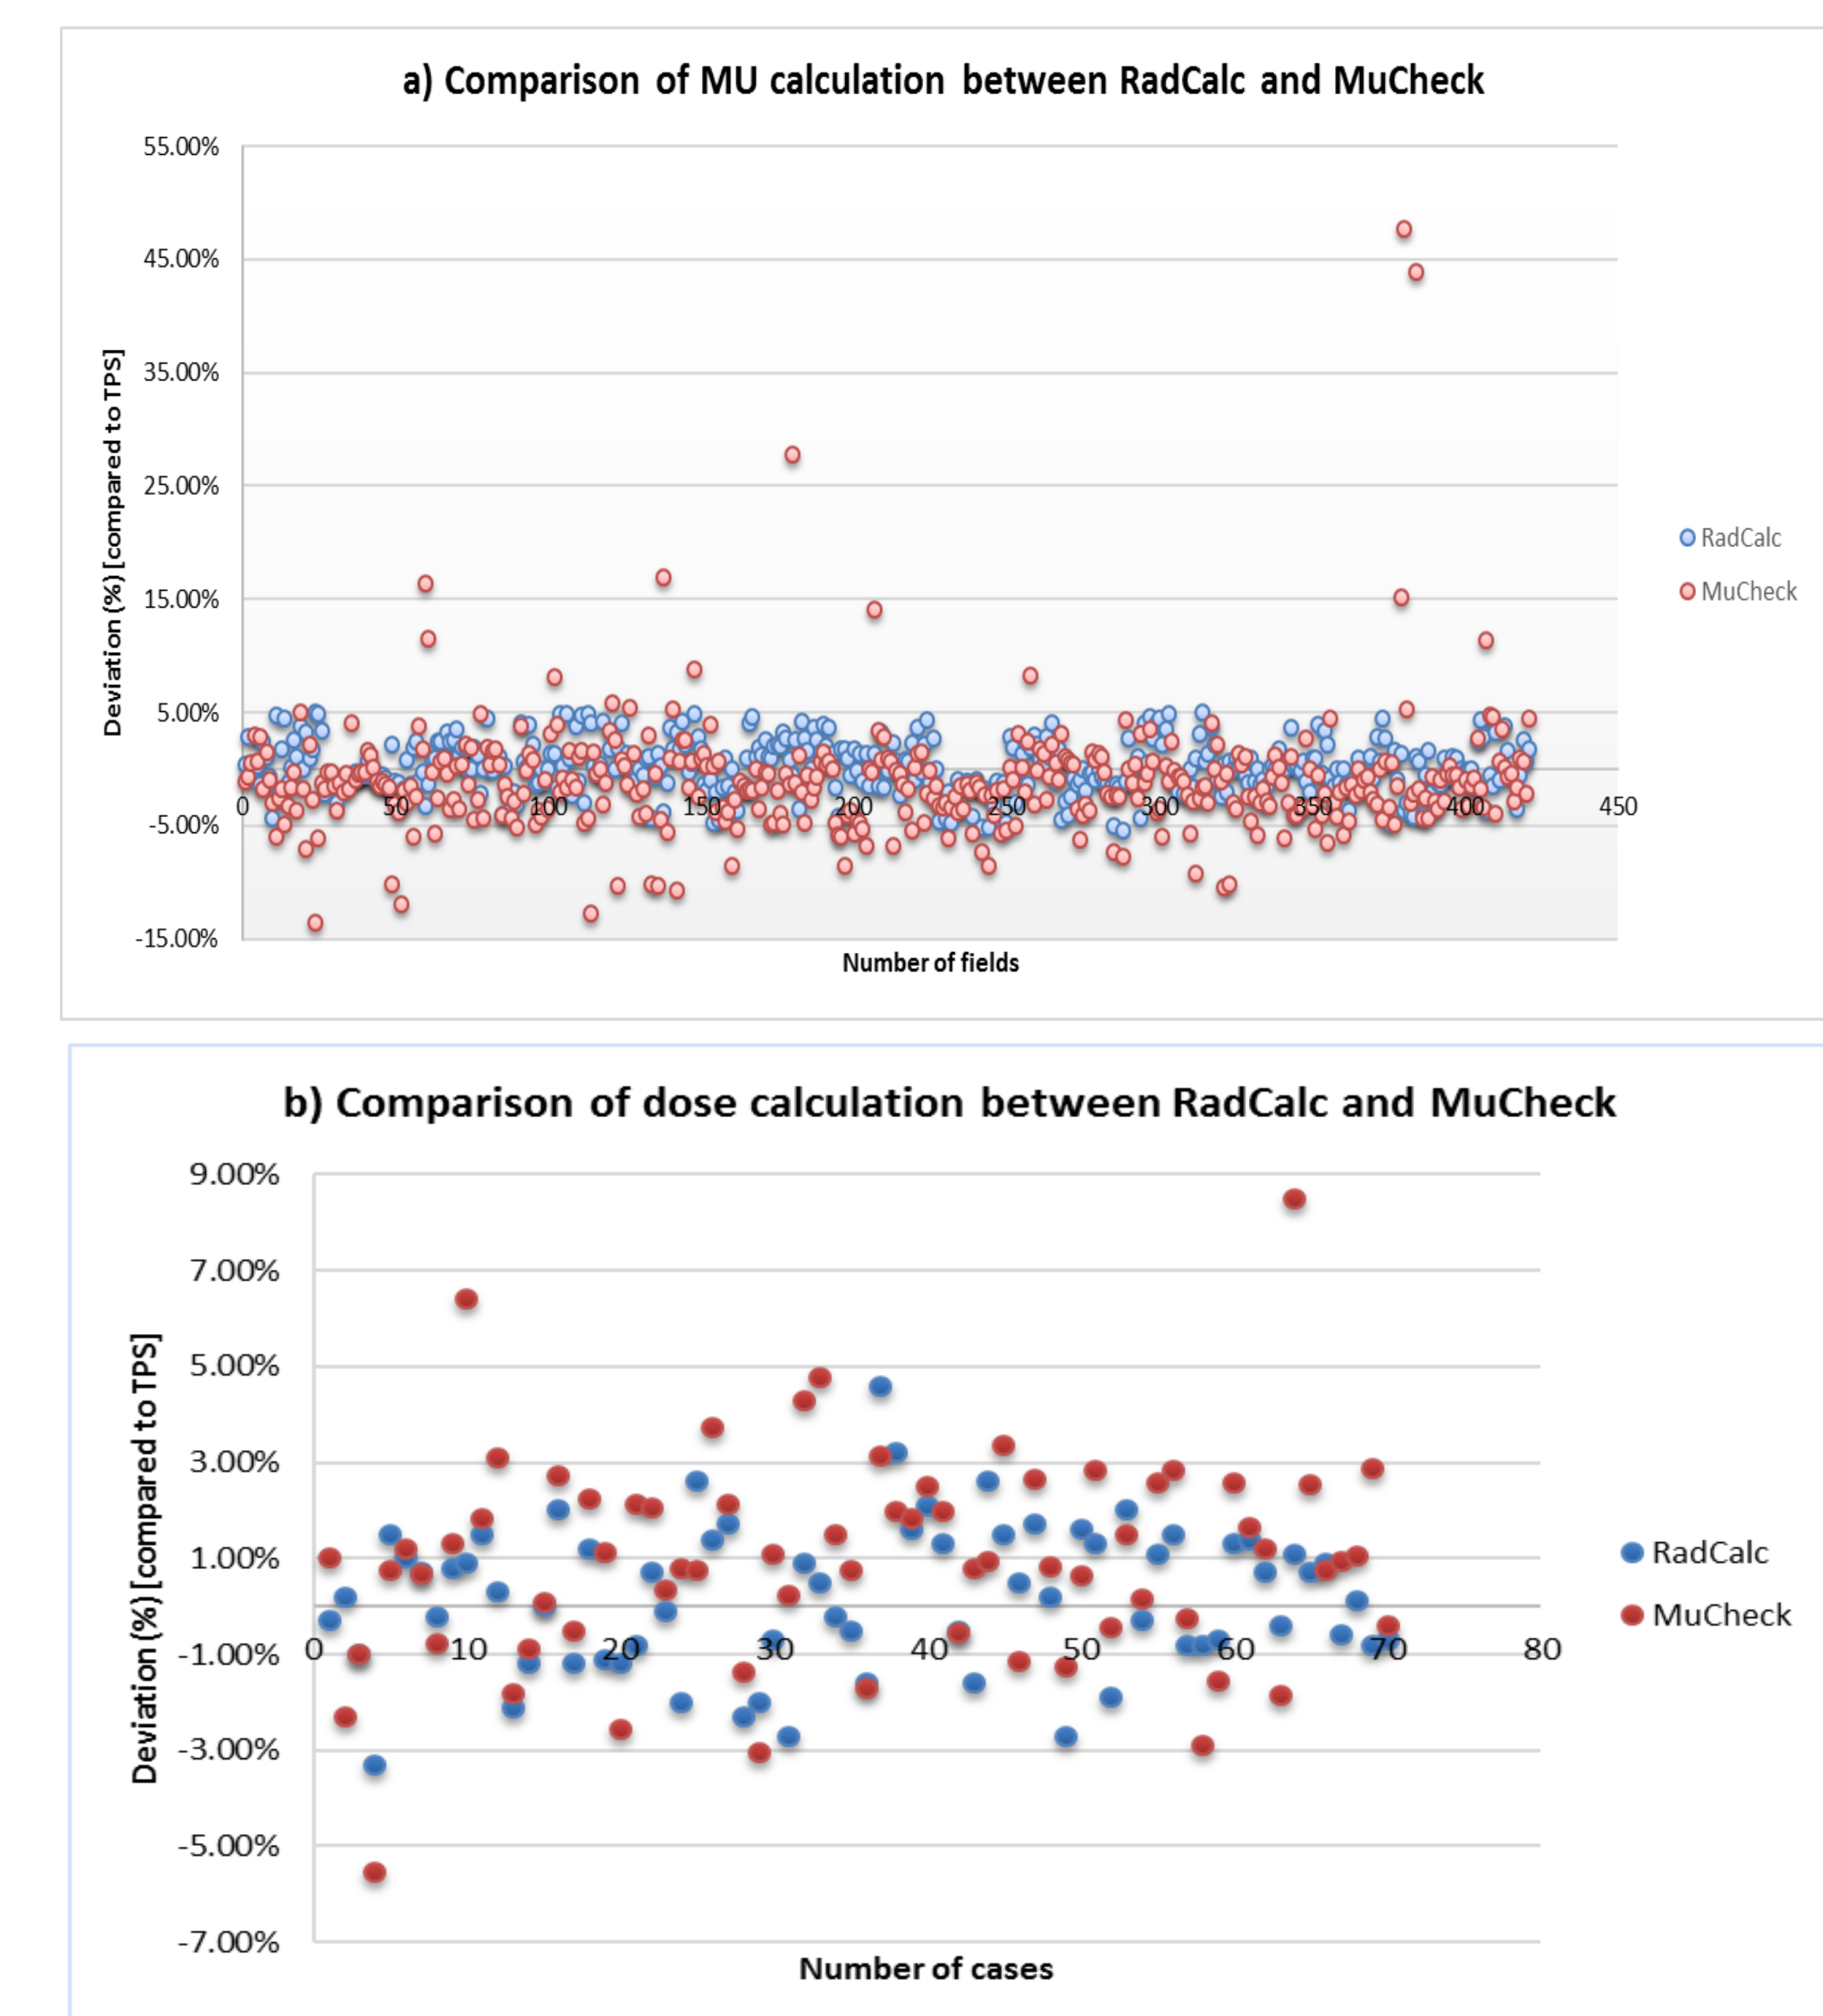 a) Comparison of MU calculation between RadCalc and MuCheck
55.00%
45.00%
35.00%
25.00%
15.00%
5.00%
-5.00%
-15.00%
Deviation (%) [compared to TPS]
0 50 100 150 200 250 300 350 400 450
Number of fields
RadCalc
MuCheck
b) Comparison of dose calculation between RadCalc and MuCheck
9.00%
7.00%
5.00%
3.00%
1.00%
-1.00%
-3.00%
-5.00%
-7.00%
Deviation (%) [compared to TPS]
0 10 20 30 40 50 60 70 80
Number of cases
RadCalc
MuCheck